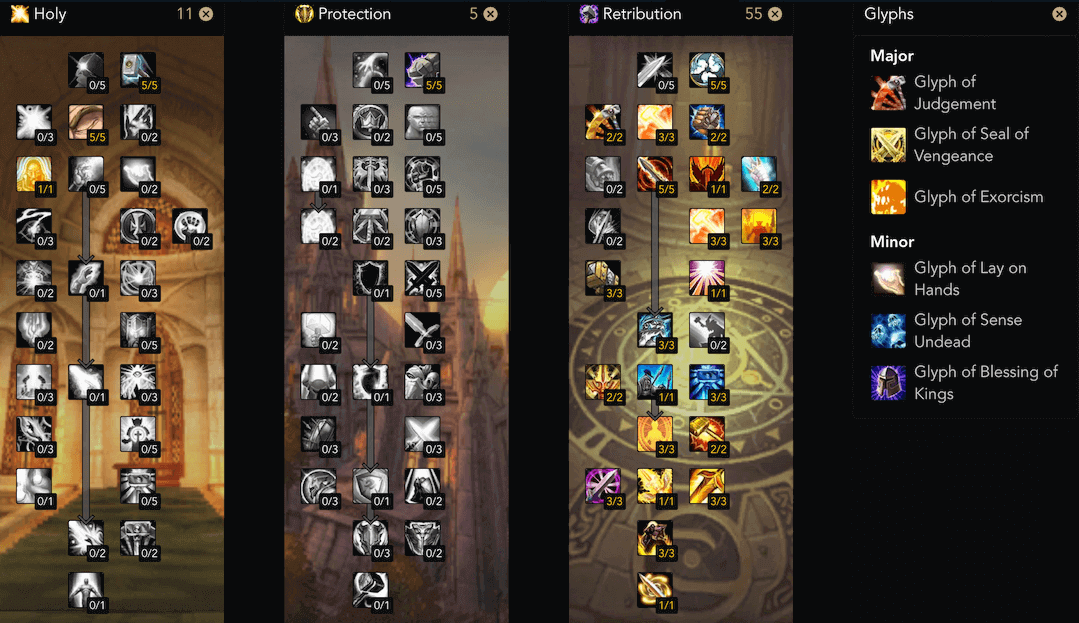 Holy 11
0/5 5/5
0/3 5/5 0/2
1/1 0/5 0/2
0/3 0/2 0/2
0/2 0/1 0/3
0/2 0/5
0/3 0/1 0/3
0/3 0/5
0/1 0/5
0/2 0/2
0/1
Protection 5
0/5 5/5
0/3 0/2 0/5
0/1 0/3 0/5
0/2 0/2 0/3
0/1 0/5
0/2 0/3
0/2 0/1 0/3
0/3 0/3
0/3 0/1 0/2
0/3 0/2
0/1
Retribution 55
0/5 5/5
2/2 3/3 2/2
0/2 5/5 1/1 2/2
0/2 3/3 3/3
3/3 1/1
3/3 0/2
2/2 1/1 3/3
3/3 2/2
3/3 1/1 3/3
3/3
1/1
Glyphs
Major
Glyph of
Judgement
Glyph of Seal of
Vengeance
Glyph of Exorcism
Minor
Glyph of Lay on
Hands
Glyph of Sense
Undead
Glyph of Blessing of
Kings